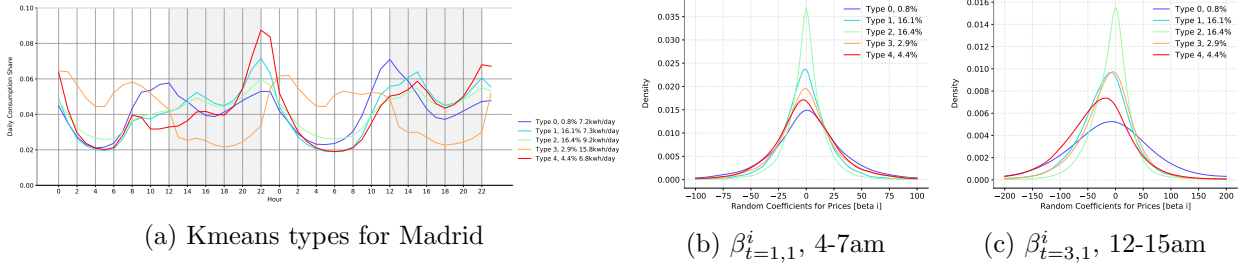 0.10
0.08
0.06
0.04
0.02
0.00
Daily Consumption Share
0 2 4 6 8 10 12 14 16 18 20 22 0 2 4 6 8 10 12 14 16 18 20 22
Hour
Type 0, 0.8% 7.2kwh/day
Type 1, 16.1% 7.3kwh/day
Type 2, 16.4% 9.2kwh/day
Type 3, 2.9% 15.8kwh/day
Type 4, 4.4% 6.8kwh/day
(a) Kmeans types for Madrid
0.035
0.030
0.025
0.020
0.015
0.010
0.005
0.000
Density
Type 0, 0.8%
Type 1, 16.1%
Type 2, 16.4%
Type 3, 2.9%
Type 4, 4.4%
−100 −75 −50 −25 0 25 50 75 100
Random Coefficients for Prices [beta i]
(b) β^i_{t=1,1}, 4-7am
0.016
0.014
0.012
0.010
0.008
0.006
0.004
0.002
0.000
Density
Type 0, 0.8%
Type 1, 16.1%
Type 2, 16.4%
Type 3, 2.9%
Type 4, 4.4%
−200 −150 −100 −50 0 50 100 150 200
Random Coefficients for Prices [beta i]
(c) β^i_{t=3,1}, 12-15am